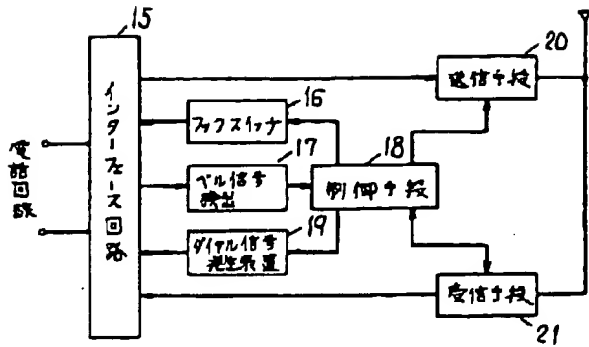 15
20
送信手段
インターフェース回路
16
フックスイッチ
電話回線
17
18
ベル信号
検出
制御手段
19
ダイアル信号
発生装置
受信手段
21